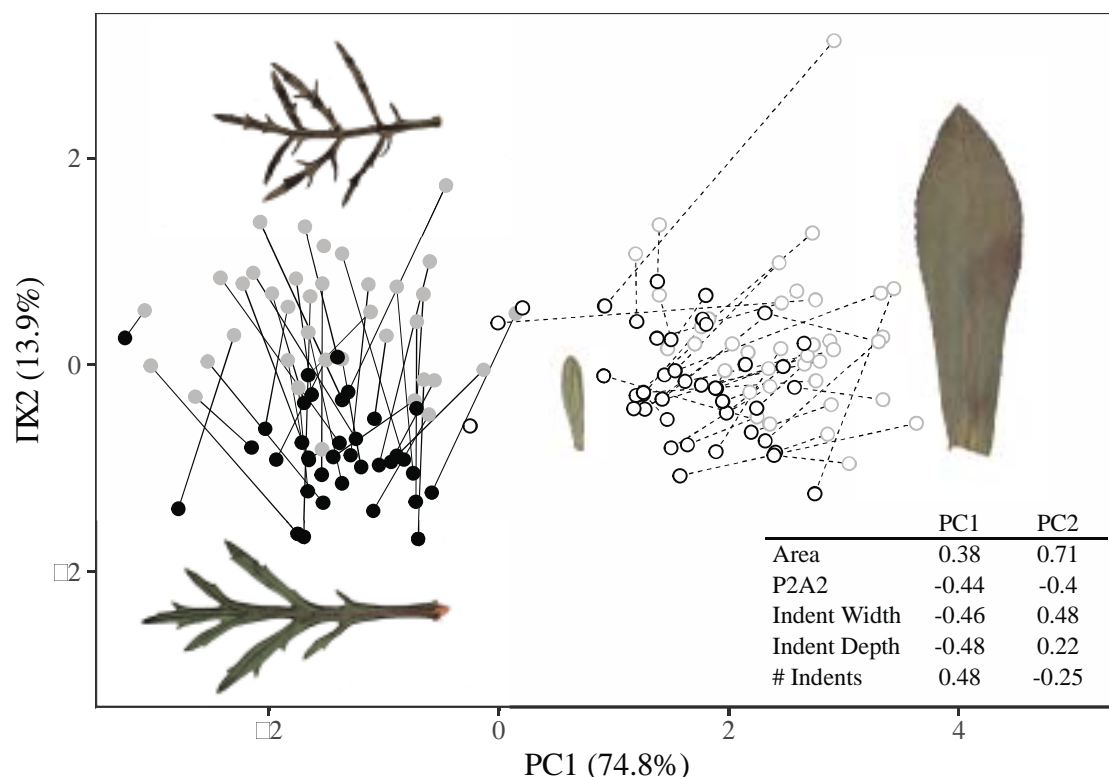 2
0
□2
□2
0
2
4
ΠX2 (13.9%)
PC1 (74.8%)
PC1 PC2
Area 0.38 0.71
P2A2 -0.44 -0.4
Indent Width -0.46 0.48
Indent Depth -0.48 0.22
# Indents 0.48 -0.25